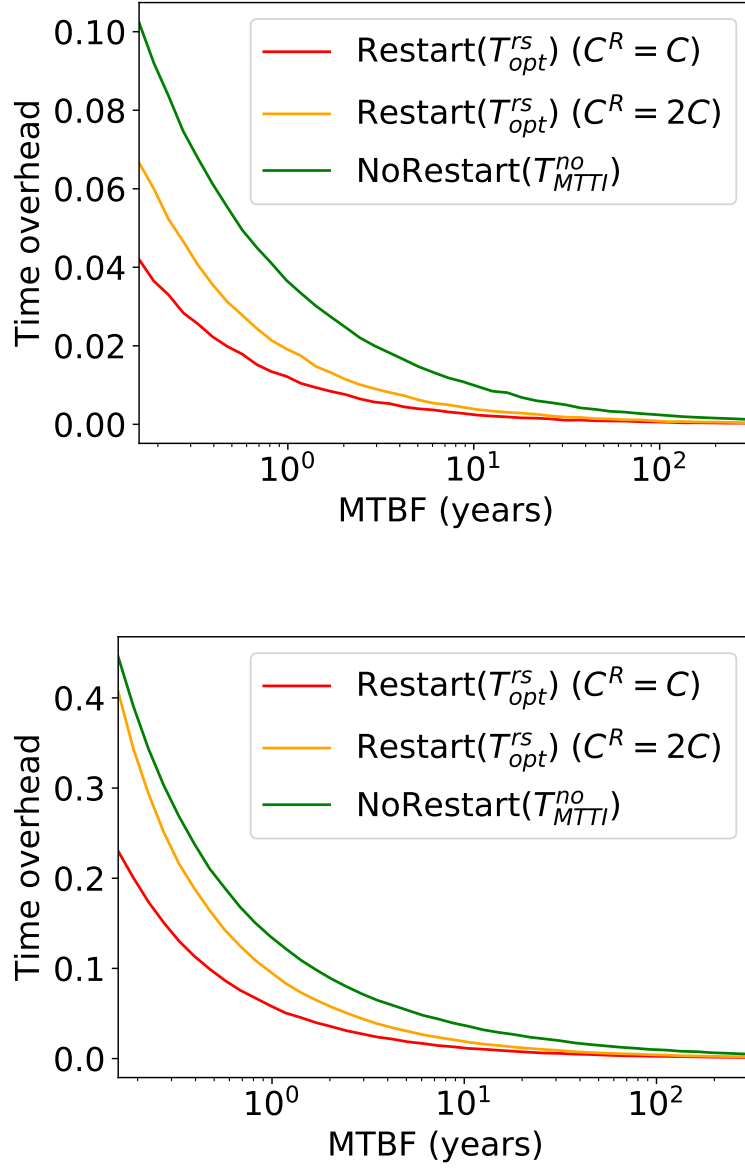 0.10
0.08
0.06
0.04
0.02
0.00
Time overhead
Restart(T^{rs}_{opt}) (C^R = C)
Restart(T^{rs}_{opt}) (C^R = 2C)
NoRestart(T^{no}_{MTTI})
10^0 10^1 10^2
MTBF (years)
0.4
0.3
0.2
0.1
0.0
Time overhead
Restart(T^{rs}_{opt}) (C^R = C)
Restart(T^{rs}_{opt}) (C^R = 2C)
NoRestart(T^{no}_{MTTI})
10^0 10^1 10^2
MTBF (years)